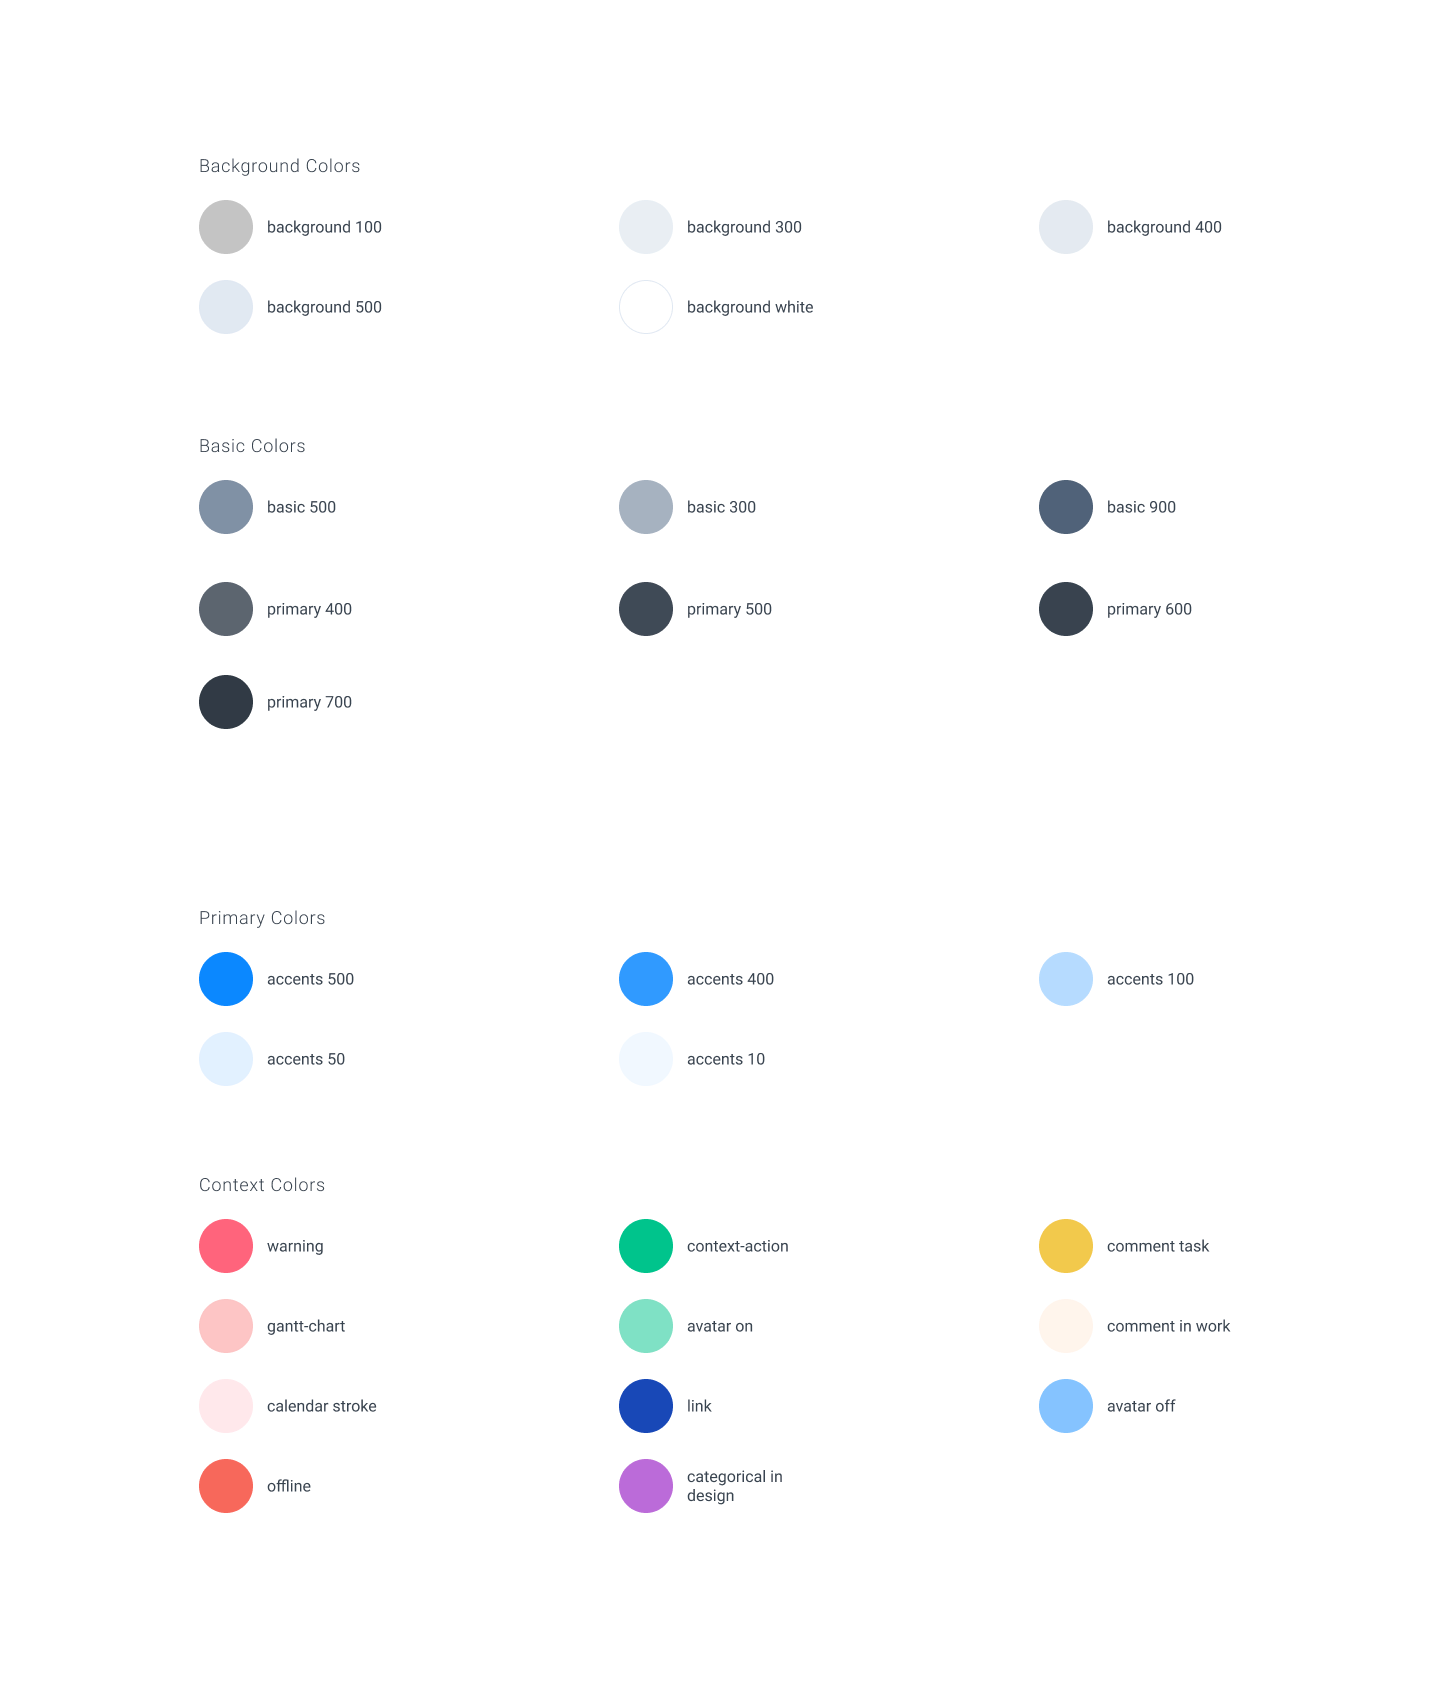 Background Colors
background 100
background 300
background 400
background 500
background white
Basic Colors
basic 500
basic 300
basic 900
primary 400
primary 500
primary 600
primary 700
Primary Colors
accents 500
accents 400
accents 100
accents 50
accents 10
Context Colors
warning
context-action
comment task
gantt-chart
avatar on
comment in work
calendar stroke
link
avatar off
offline
categorical in
design